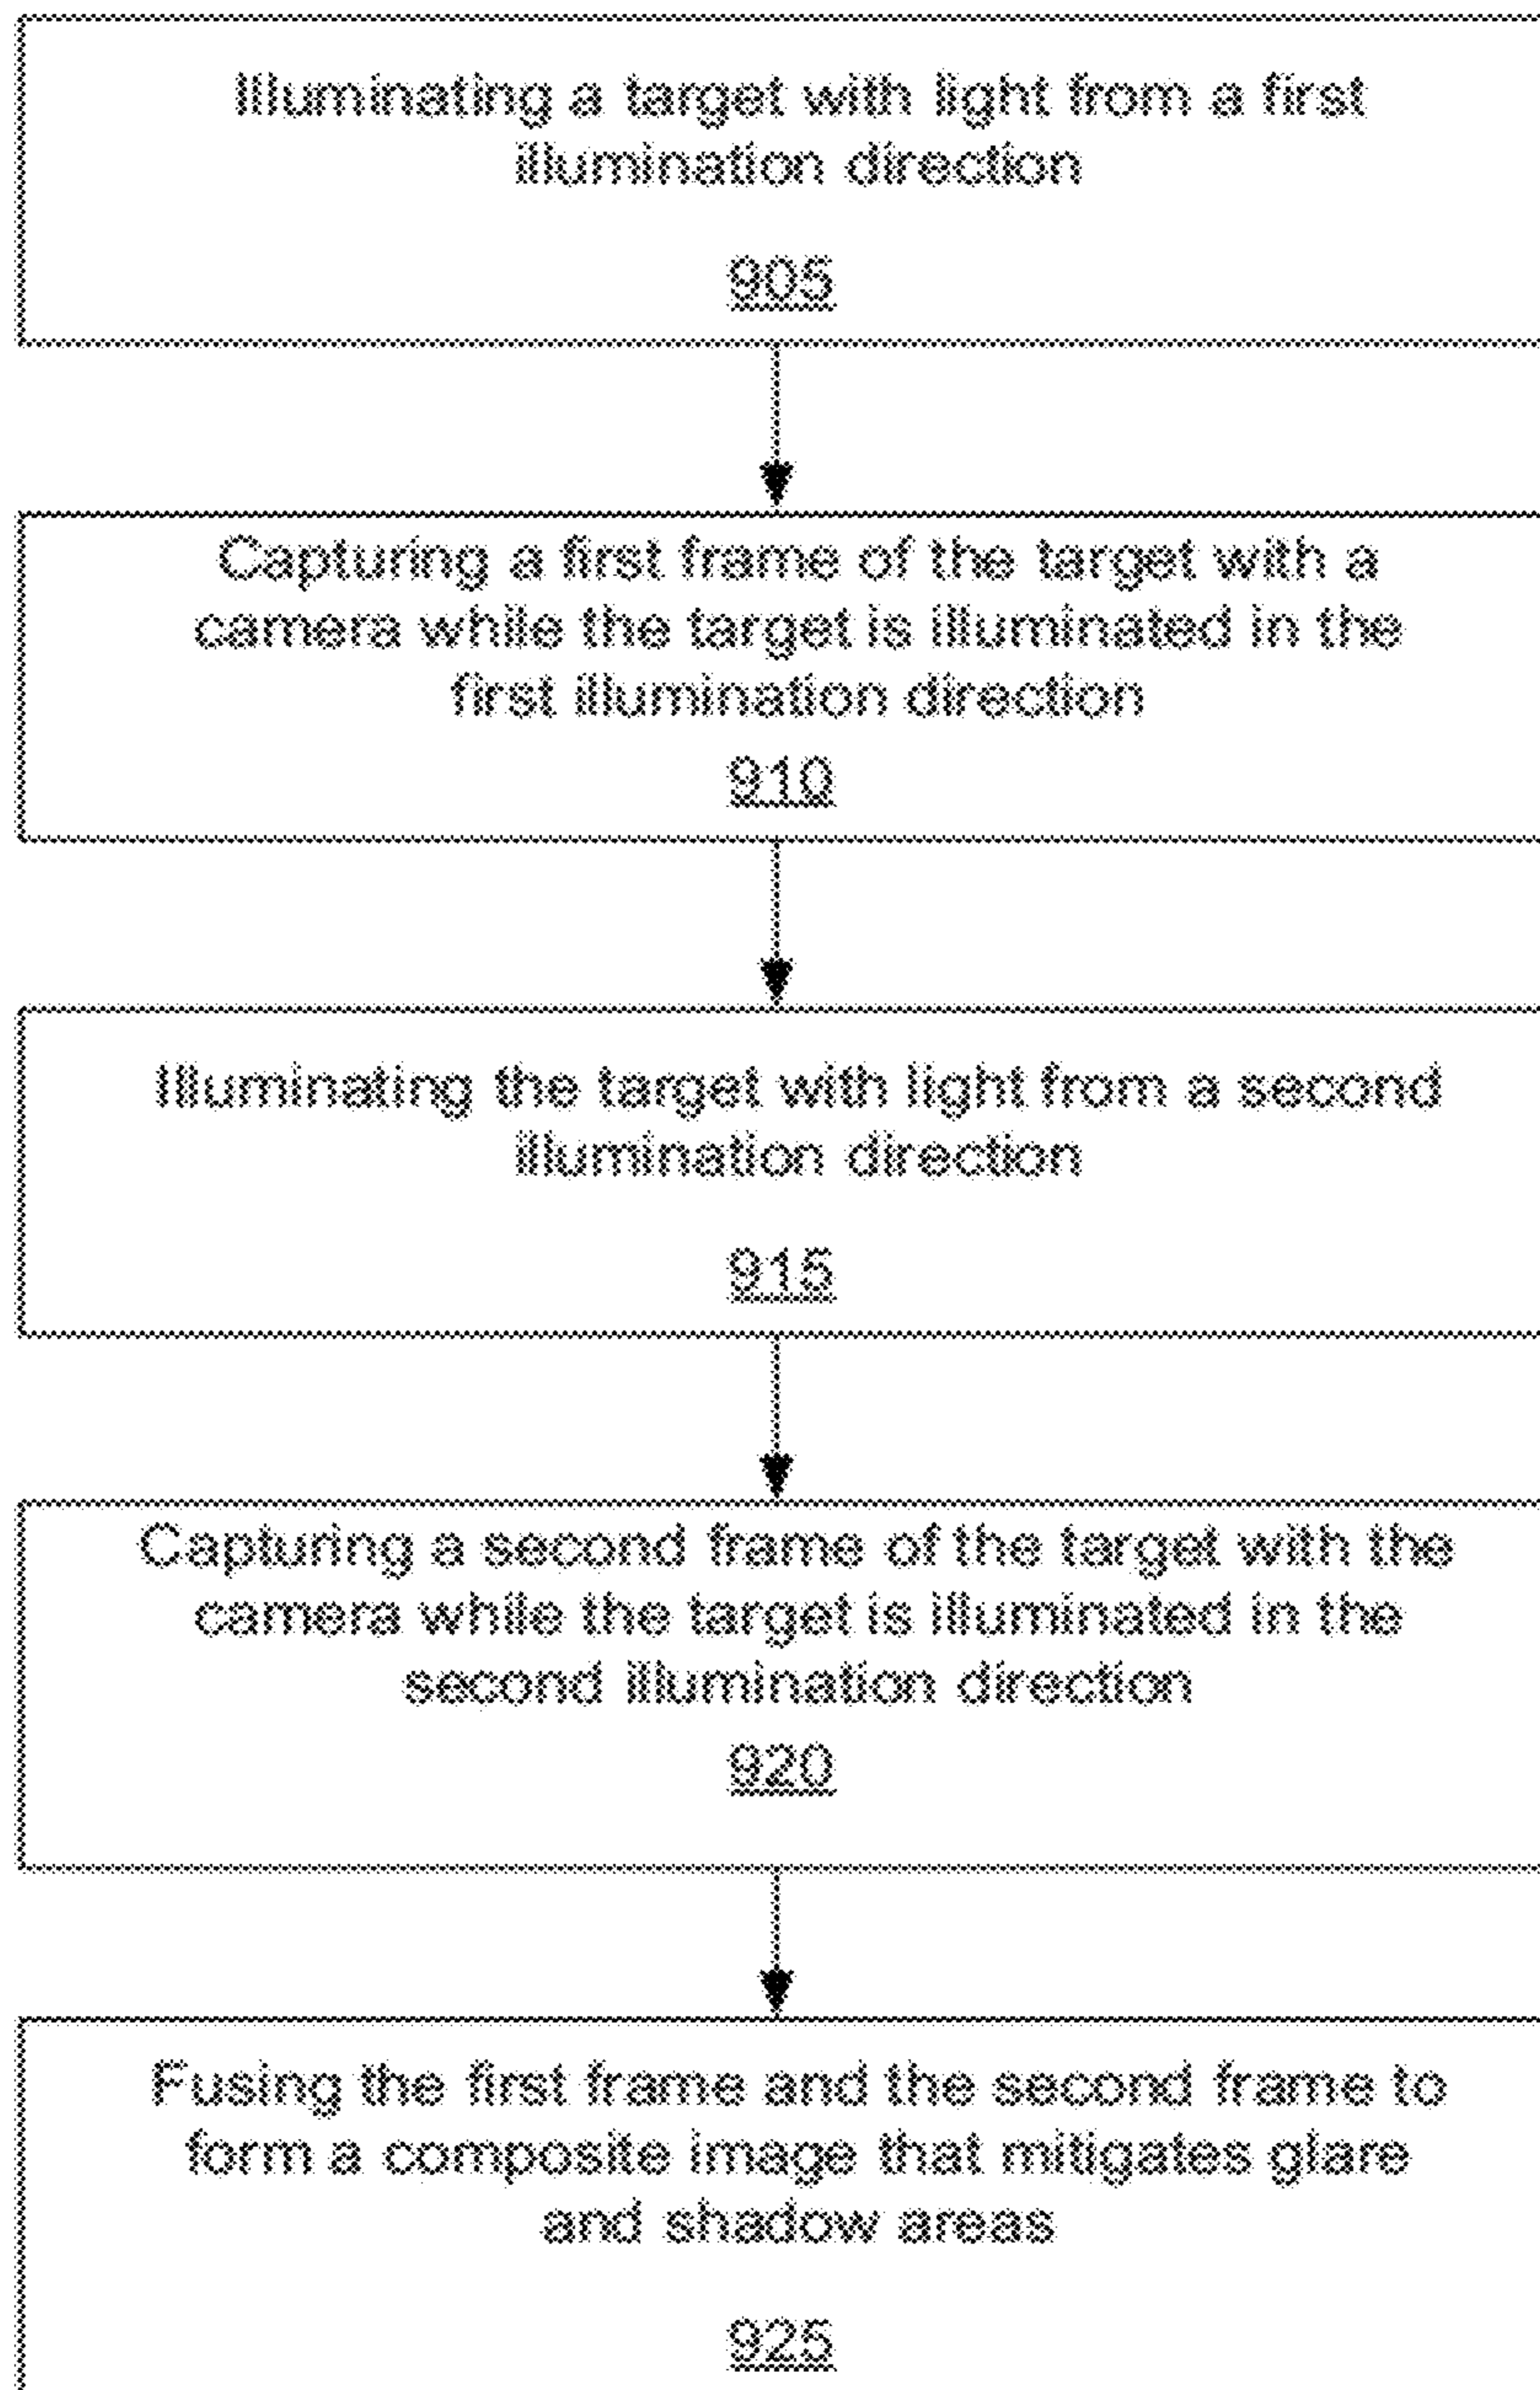 Illuminating a target with light from a first
illumination direction
905
Capturing a first frame of the target with a
camera while the target is illuminated in the
first illumination direction
910
Illuminating the target with light from a second
illumination direction
915
Capturing a second frame of the target with the
camera while the target is illuminated in the
second illumination direction
920
Fusing the first frame and the second frame to
form a composite image that mitigates glare
and shadow areas
925